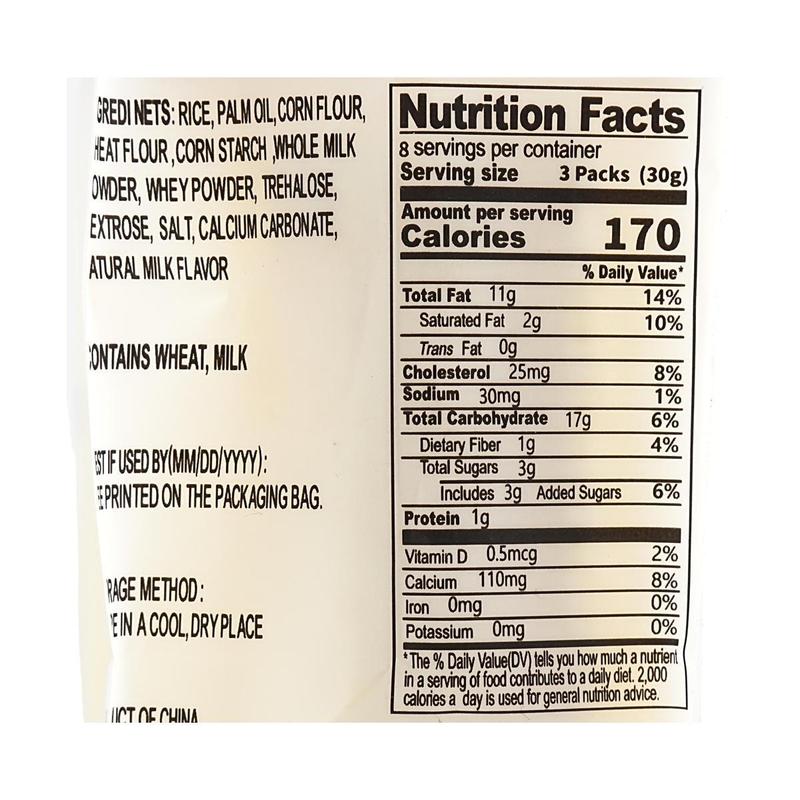 GREDI NETS: RICE, PALM OIL, CORN FLOUR,
HEAT FLOUR ,CORN STARCH ,WHOLE MILK
OWDER, WHEY POWDER, TREHALOSE,
EXTROSE, SALT, CALCIUM CARBONATE,
ATURAL MILK FLAVOR
CONTAINS WHEAT, MILK
ST IF USED BY(MM/DD/YYYY):
E PRINTED ON THE PACKAGING BAG.
RAGE METHOD:
E IN A COOL, DRY PLACE
UCT OF CHINA
Nutrition Facts
8 servings per container
Serving size 3 Packs (30g)
Amount per serving
Calories 170
% Daily Value*
Total Fat 11g 14%
Saturated Fat 2g 10%
Trans Fat 0g
Cholesterol 25mg 8%
Sodium 30mg 1%
Total Carbohydrate 17g 6%
Dietary Fiber 1g 4%
Total Sugars 3g
Includes 3g Added Sugars 6%
Protein 1g
Vitamin D 0.5mcg 2%
Calcium 110mg 8%
Iron 0mg 0%
Potassium 0mg 0%
*The % Daily Value(DV) tells you how much a nutrient
in a serving of food contributes to a daily diet. 2,000
calories a day is used for general nutrition advice.